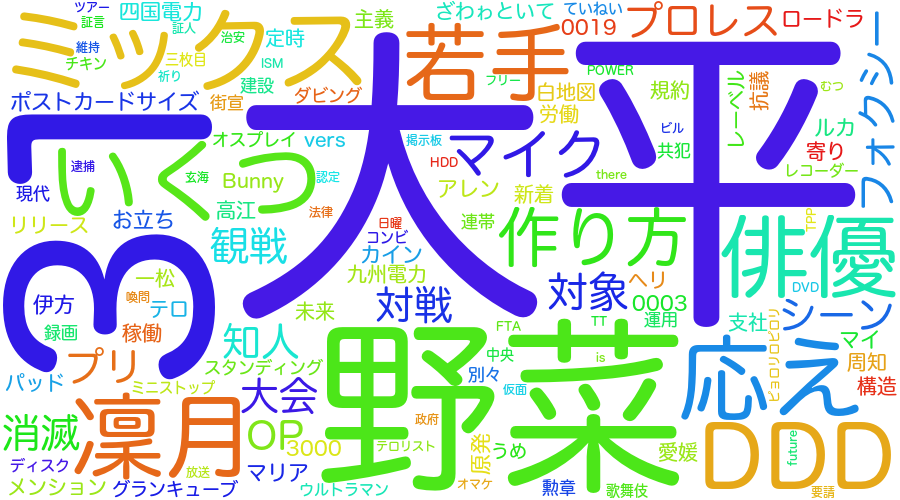 ツアー
証言
四国電力
証人
主義
ざわゎといて
ていねい
0019
プロレス
ロードラ
ミックス
維持
治安
定時
チキン
三枚目
祈り
ISM
建設
若手
フリー
POWER
大平
フォクシー
ポストカードサイズ
街宣
ダビング
白地図
規約
レーベル
抗議
むつ
労働
ビル
ルカ
オスプレイ
vers
掲示板
マイク
共犯
寄り
いくつ
逮捕
玄海
HDD
there
レコーダー
現代
Bunny
認定
アレン
新着
法律
リリース
お立ち
高江
日曜
連帯
作り方
TPP
俳優
観戦
コンビ
カイン
一松
九州電力
ヘリ
DVD
3
伊方
喚問
テロ
対戦
対象
0003
シーン
未来
録画
稼働
知人
FTA
TT
運用
支社
ヒョロリヒョロリ
マイ
スタンディング
中央
is
応え
周知
プリ
パッド
ミニストップ
大会
別々
仮面
構造
野菜
消滅
凜月
OP
政府
3000
テロリスト
原発
うめ
愛媛
future
DDD
ディスク
放送
マリア
メンション
グランキューブ
ウルトラマン
オマケ
勲章
歌舞伎
要請